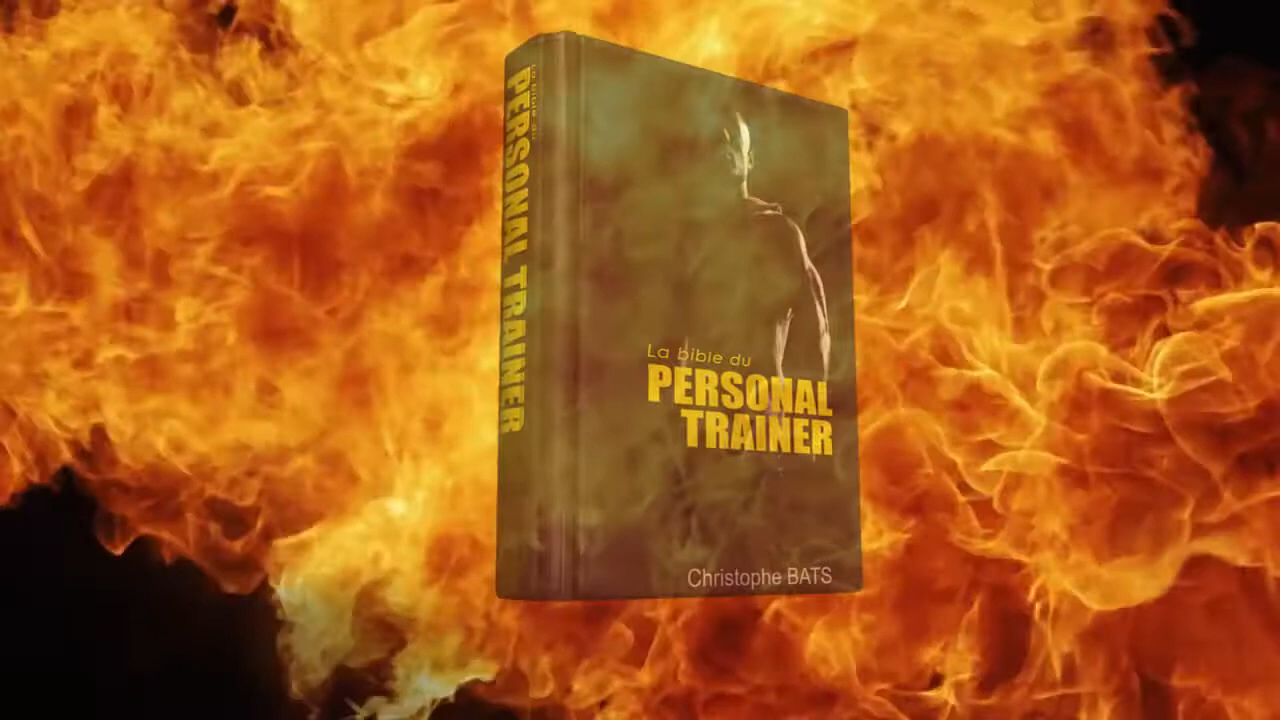 La bible du
PERSONAL TRAINER
La bible du
PERSONAL
TRAINER
Christophe BATS